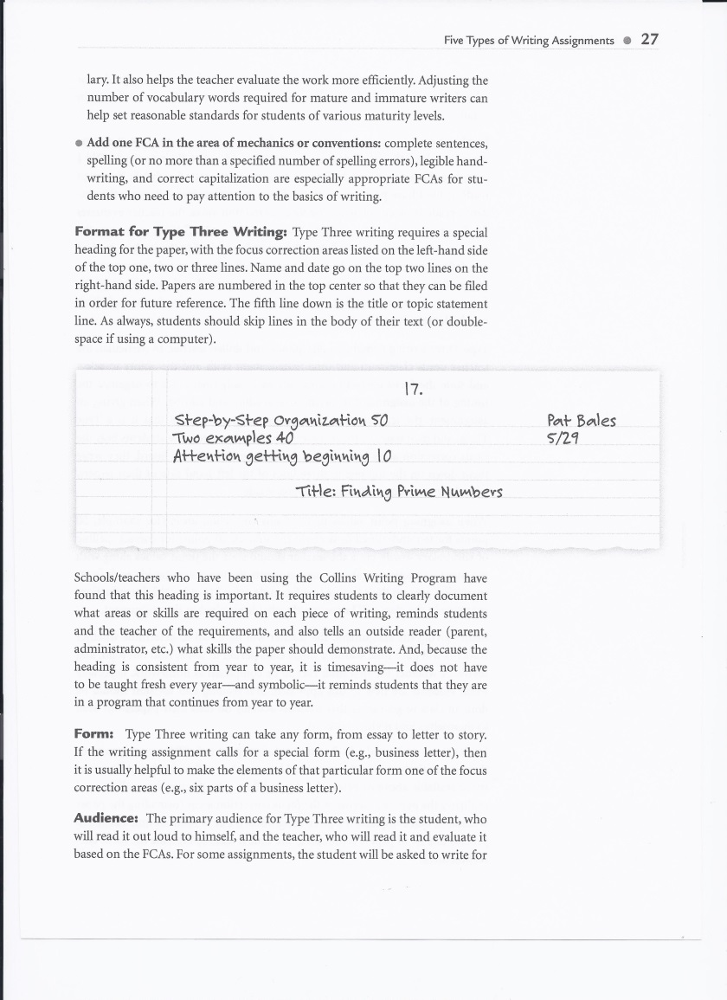 Five Types of Writing Assignments ● 27
lary. It also helps the teacher evaluate the work more efficiently. Adjusting the
number of vocabulary words required for mature and immature writers can
help set reasonable standards for students of various maturity levels.
● Add one FCA in the area of mechanics or conventions: complete sentences,
spelling (or no more than a specified number of spelling errors), legible hand-
writing, and correct capitalization are especially appropriate FCAs for stu-
dents who need to pay attention to the basics of writing.
Format for Type Three Writing: Type Three writing requires a special
heading for the paper, with the focus correction areas listed on the left-hand side
of the top one, two or three lines. Name and date go on the top two lines on the
right-hand side. Papers are numbered in the top center so that they can be filed
in order for future reference. The fifth line down is the title or topic statement
line. As always, students should skip lines in the body of their text (or double-
space if using a computer).
17.
Step-by-Step Organization 50 Pat Bales
Two examples 40 5/29
Attention getting beginning 10
Title: Finding Prime Numbers
Schools/teachers who have been using the Collins Writing Program have
found that this heading is important. It requires students to clearly document
what areas or skills are required on each piece of writing, reminds students
and the teacher of the requirements, and also tells an outside reader (parent,
administrator, etc.) what skills the paper should demonstrate. And, because the
heading is consistent from year to year, it is timesaving—it does not have
to be taught fresh every year—and symbolic—it reminds students that they are
in a program that continues from year to year.
Form: Type Three writing can take any form, from essay to letter to story.
If the writing assignment calls for a special form (e.g., business letter), then
it is usually helpful to make the elements of that particular form one of the focus
correction areas (e.g., six parts of a business letter).
Audience: The primary audience for Type Three writing is the student, who
will read it out loud to himself, and the teacher, who will read it and evaluate it
based on the FCAs. For some assignments, the student will be asked to write for